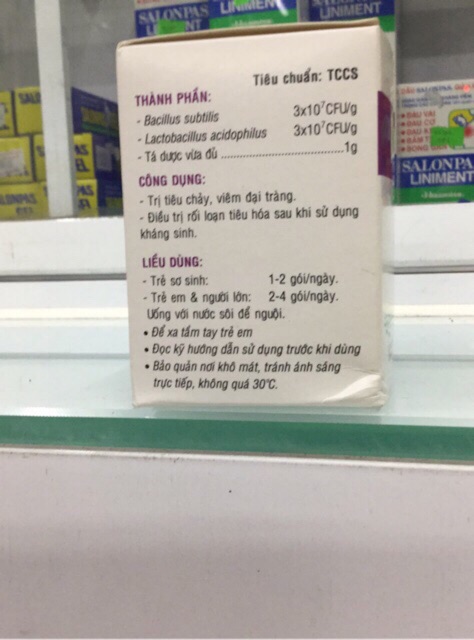 SALONPAS
LINIMENT
LINIMENT
Tiêu chuẩn: TCCS
THÀNH PHẦN:
- Bacillus subtilis 3x10⁷CFU/g
- Lactobacillus acidophilus 3x10⁷CFU/g
- Tá dược vừa đủ ........................................1g
CÔNG DỤNG:
- Trị tiêu chảy, viêm đại tràng.
- Điều trị rối loạn tiêu hóa sau khi sử dụng
kháng sinh.
LIỀU DÙNG:
- Trẻ sơ sinh: 1-2 gói/ngày.
- Trẻ em & người lớn: 2-4 gói/ngày.
Uống với nước sôi để nguội.
• Để xa tầm tay trẻ em
• Đọc kỹ hướng dẫn sử dụng trước khi dùng
• Bảo quản nơi khô mát, tránh ánh sáng
trực tiếp, không quá 30°C.
SALONPAS
LINIMENT